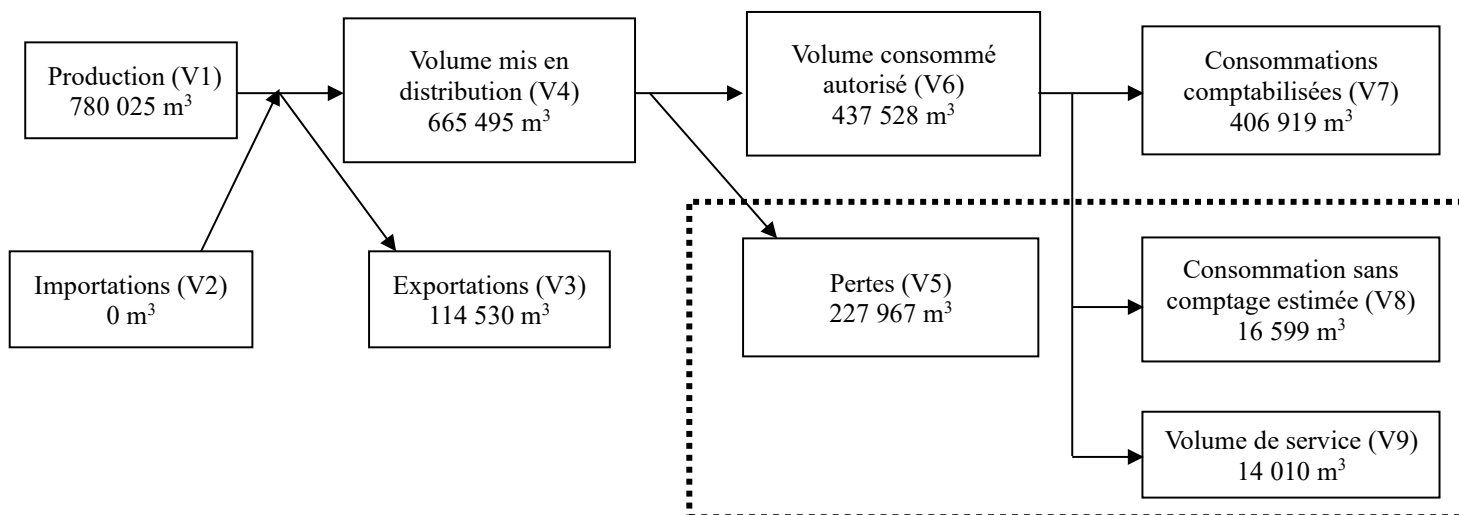 Production (V1)
780 025 m³
Volume mis en
distribution (V4)
665 495 m³
Volume consommé
autorisé (V6)
437 528 m³
Consommations
comptabilisées (V7)
406 919 m³
Importations (V2)
0 m³
Exportations (V3)
114 530 m³
Pertes (V5)
227 967 m³
Consommation sans
comptage estimée (V8)
16 599 m³
Volume de service (V9)
14 010 m³